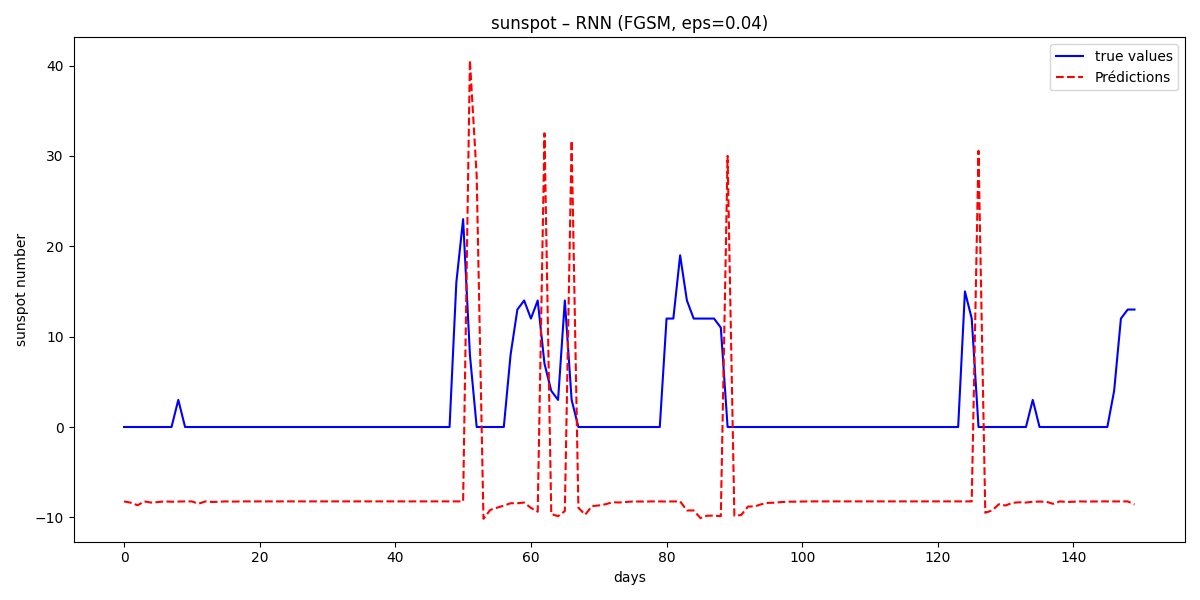 sunspot – RNN (FGSM, eps=0.04)
true values
Prédictions
sunspot number
40
30
20
10
0
−10
0 20 40 60 80 100 120 140
days